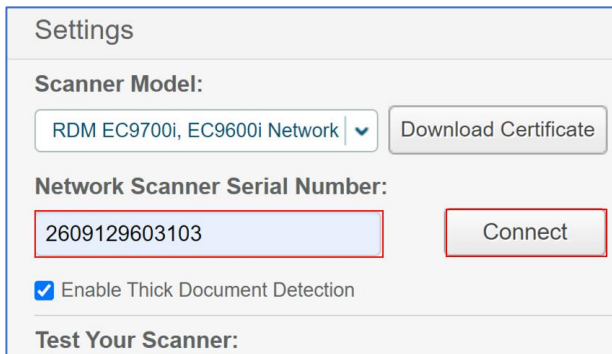 Settings
Scanner Model:
RDM EC9700i, EC9600i Network Download Certificate
Network Scanner Serial Number:
2609129603103 Connect
Enable Thick Document Detection
Test Your Scanner: